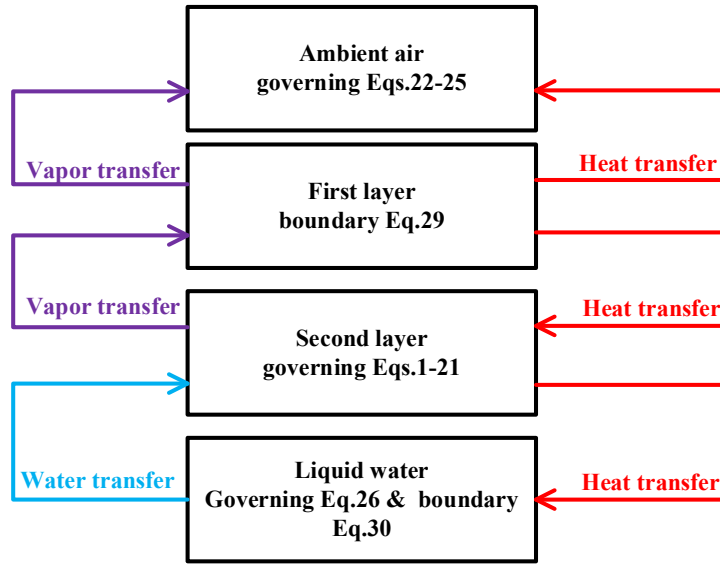 Ambient air
governing Eqs.22-25
Vapor transfer
Heat transfer
First layer
boundary Eq.29
Vapor transfer
Heat transfer
Second layer
governing Eqs.1-21
Water transfer
Heat transfer
Liquid water
Governing Eq.26 & boundary
Eq.30